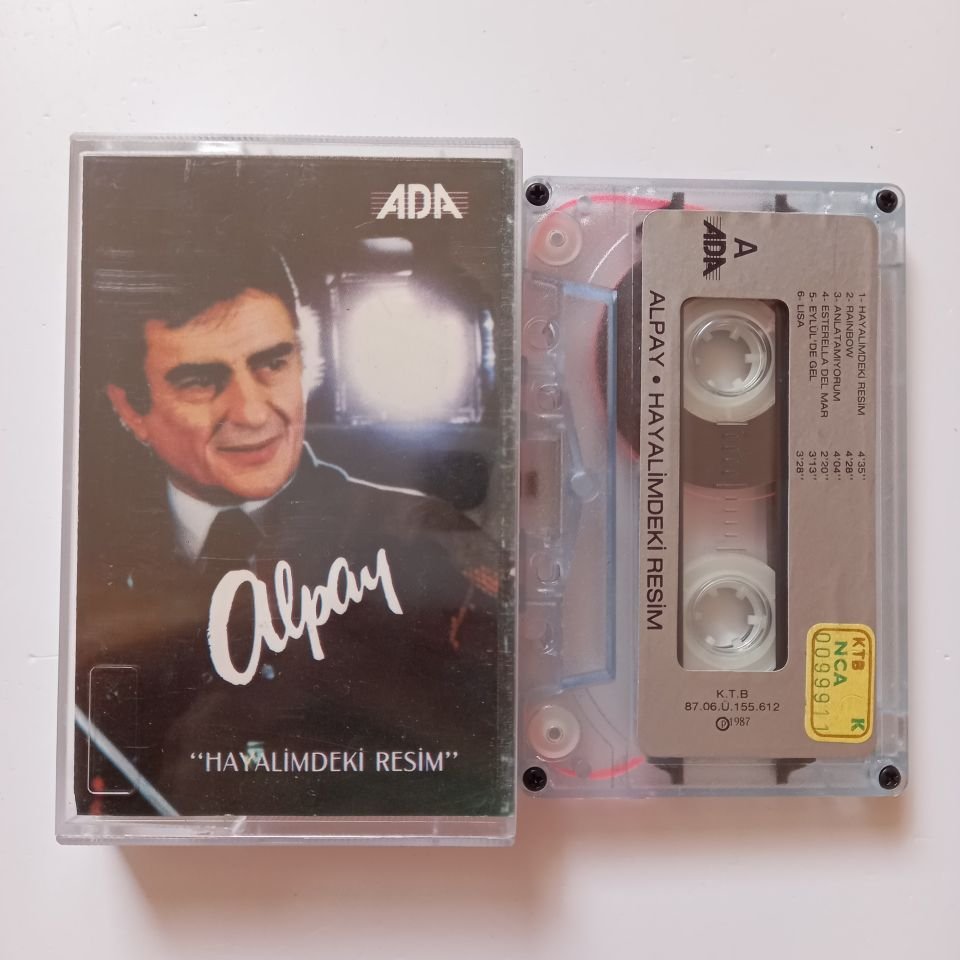 ADA
Alpay
"HAYALİMDEKİ RESİM"
A
ADA
1- HAYALİMDEKİ RESİM 4'35''
2- RAINBOW 4'28''
3- ANLATAMIYORUM 4'04''
4- ESTERELLA DEL MAR 2'20''
5- EYLÜL'DE GEL 3'13''
6- LISA 3'28''
ALPAY • HAYALİMDEKİ RESİM
K.T.B
87.06.Ü.155.612
Ⓟ1987
KTB K
NCA
009991